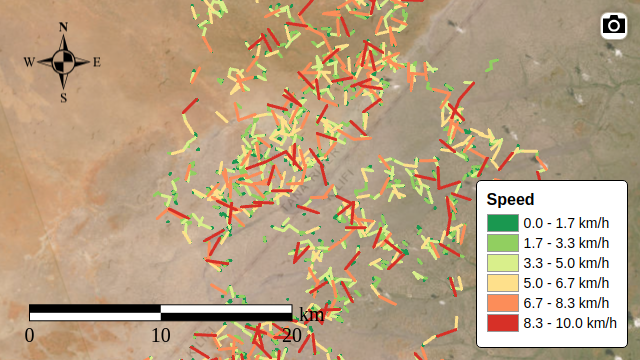 N
W E
S
Speed
0.0 - 1.7 km/h
1.7 - 3.3 km/h
3.3 - 5.0 km/h
5.0 - 6.7 km/h
6.7 - 8.3 km/h
8.3 - 10.0 km/h
km
0 10 20